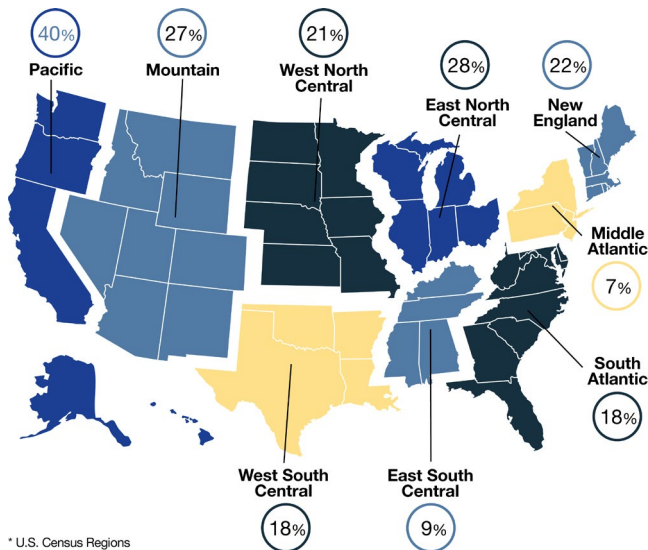 40%
Pacific
27%
Mountain
21%
West North
Central
28%
East North
Central
22%
New
England
Middle
Atlantic
7%
South
Atlantic
18%
West South
Central
18%
East South
Central
9%
* U.S. Census Regions